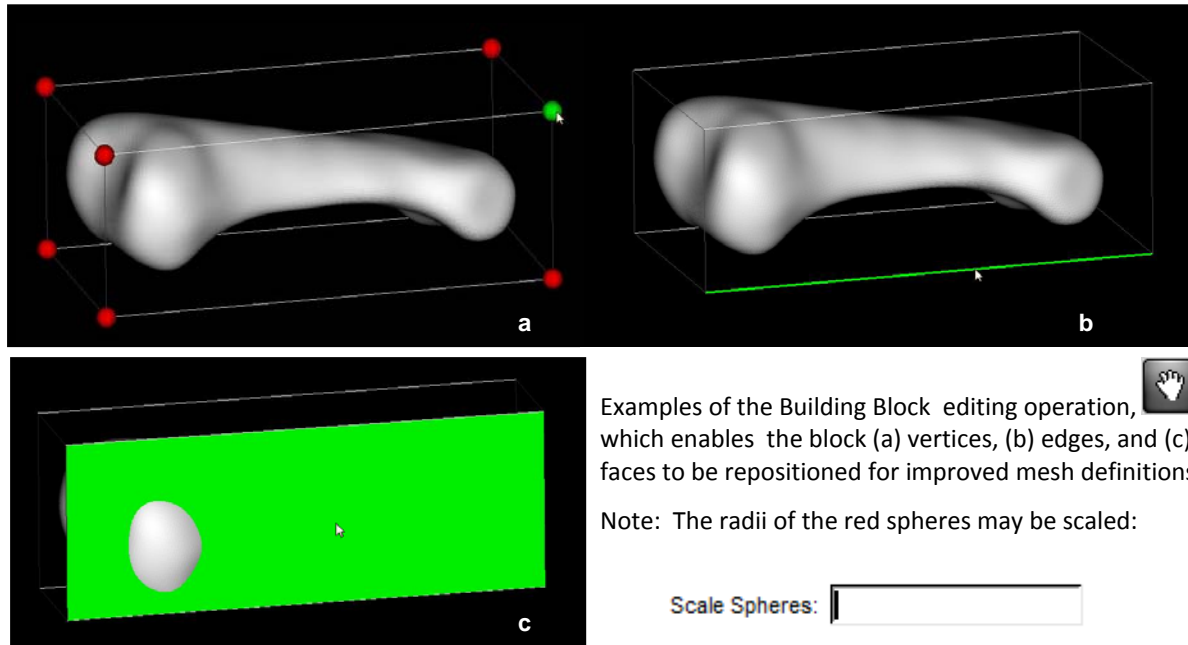 a
b
c
Examples of the Building Block editing operation,
which enables the block (a) vertices, (b) edges, and (c)
faces to be repositioned for improved mesh definitions
Note: The radii of the red spheres may be scaled:
Scale Spheres: